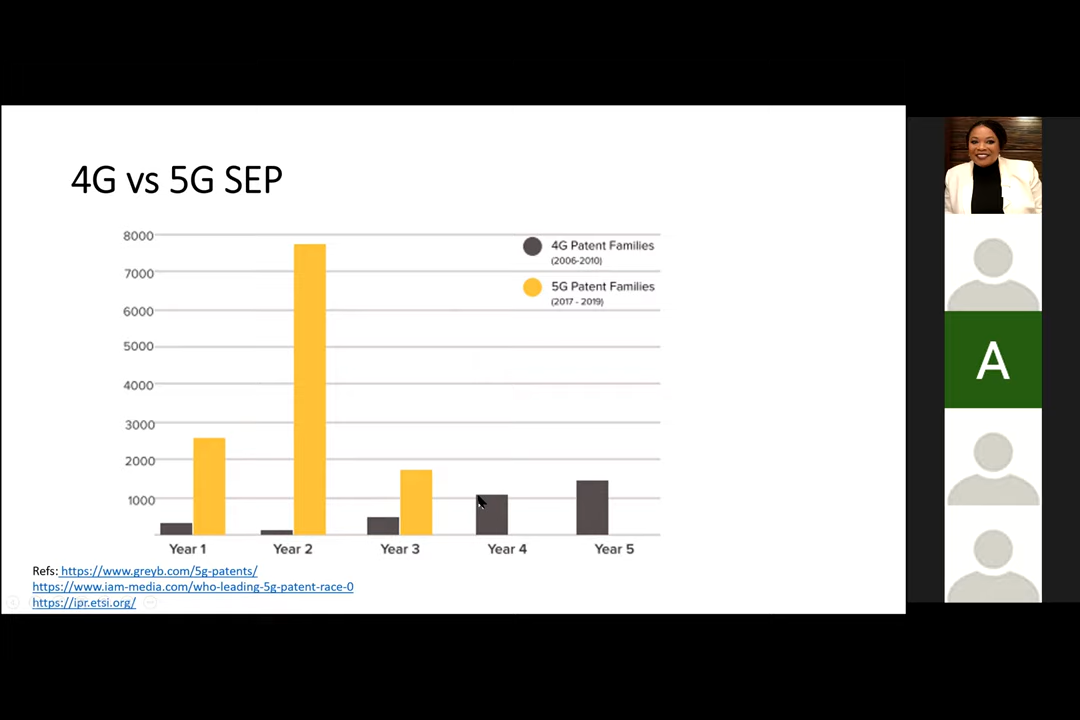 4G vs 5G SEP
8000
7000
6000
5000
4000
3000
2000
1000
4G Patent Families
(2006-2010)
5G Patent Families
(2017 - 2019)
Year 1
Year 2
Year 3
Year 4
Year 5
Refs: https://www.greyb.com/5g-patents/
https://www.iam-media.com/who-leading-5g-patent-race-0
https://ipr.etsi.org/
A